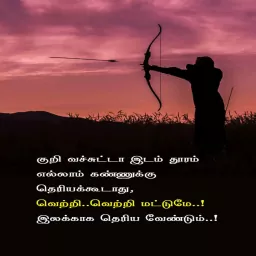 குறி வச்சுட்டா இடம் தூரம்
எல்லாம் கண்ணுக்கு
தெரியக்கூடாது,
வெற்றி..வெற்றி மட்டுமே..!
இலக்காக தெரிய வேண்டும்..!